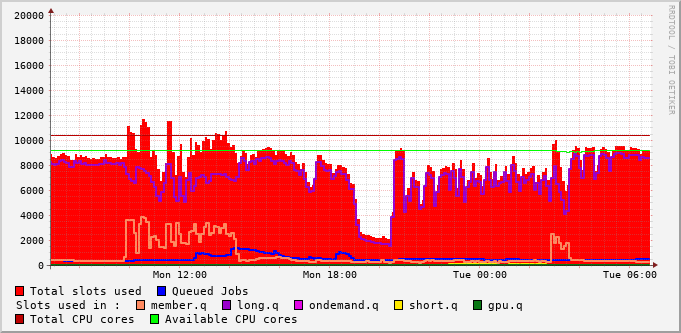 20000
18000
16000
14000
12000
10000
8000
6000
4000
2000
0
Mon 12:00 Mon 18:00 Tue 00:00 Tue 06:00
RRDTOOL / TOBI OETIKER
Total slots used Queued Jobs
Slots used in : member.q long.q ondemand.q short.q gpu.q
Total CPU cores Available CPU cores